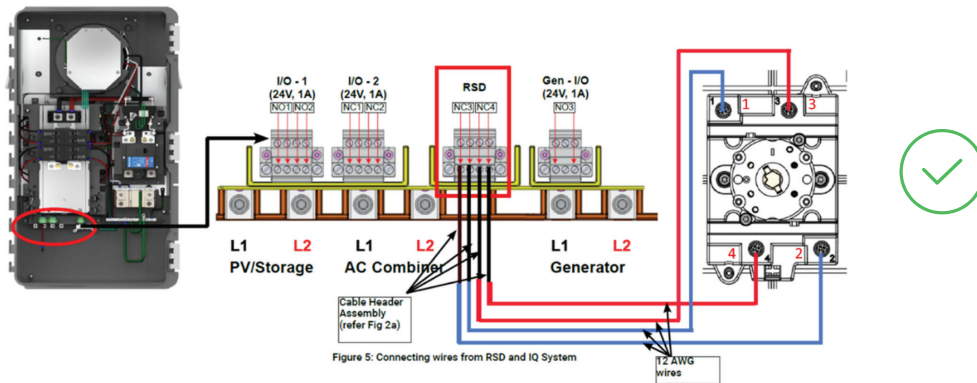 I/O - 1
(24V, 1A)
NO1 NO2
I/O - 2
(24V, 1A)
NC1 NC2
RSD
NC3 NC4
Gen - I/O
(24V, 1A)
NO3
1 1 3 3
L1 L2
PV/Storage
L1 L2
AC Combiner
L1 L2
Generator
4 4 2 2
Cable Header
Assembly
(refer Fig 2a)
Figure 5: Connecting wires from RSD and IQ System
12 AWG
wires